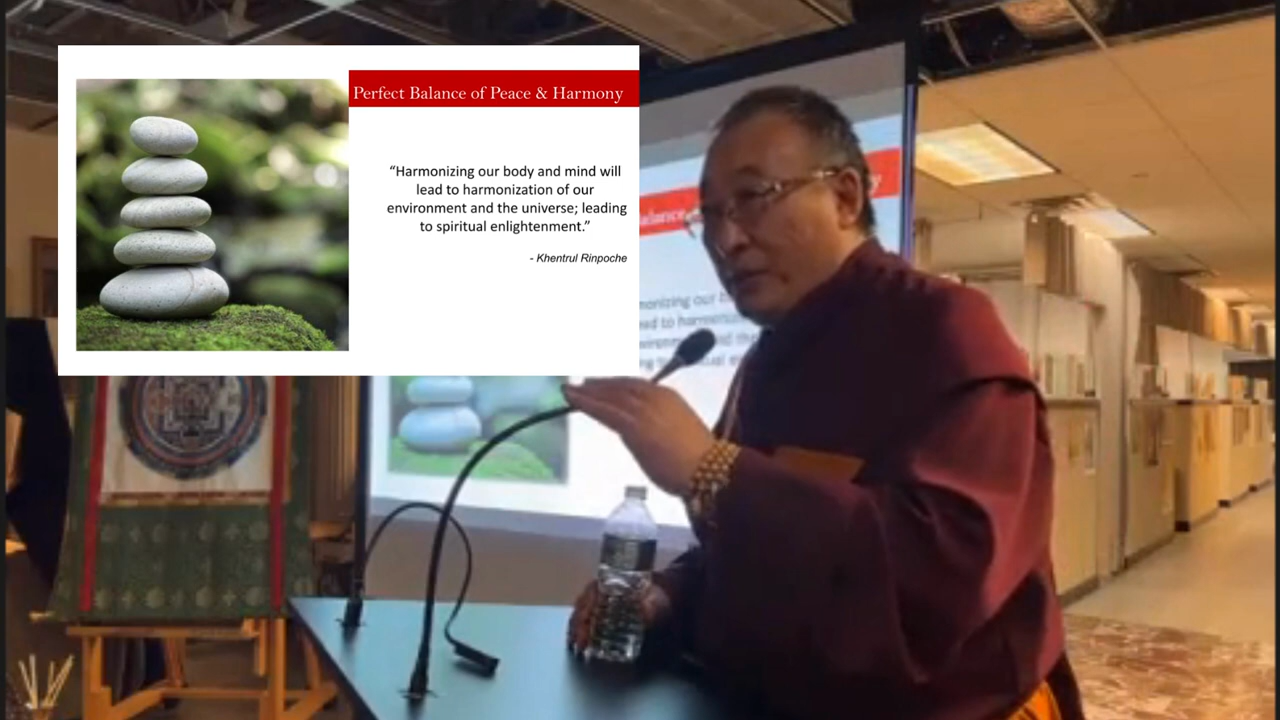 Perfect Balance of Peace & Harmony
“Harmonizing our body and mind will
lead to harmonization of our
environment and the universe; leading
to spiritual enlightenment.”
- Khentrul Rinpoche